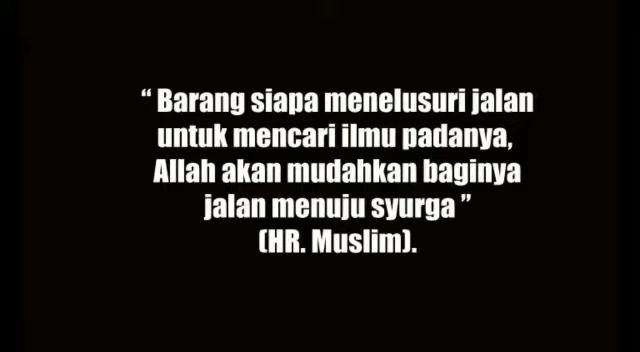 “ Barang siapa menelusuri jalan
untuk mencari ilmu padanya,
Allah akan mudahkan baginya
jalan menuju syurga ”
(HR. Muslim).